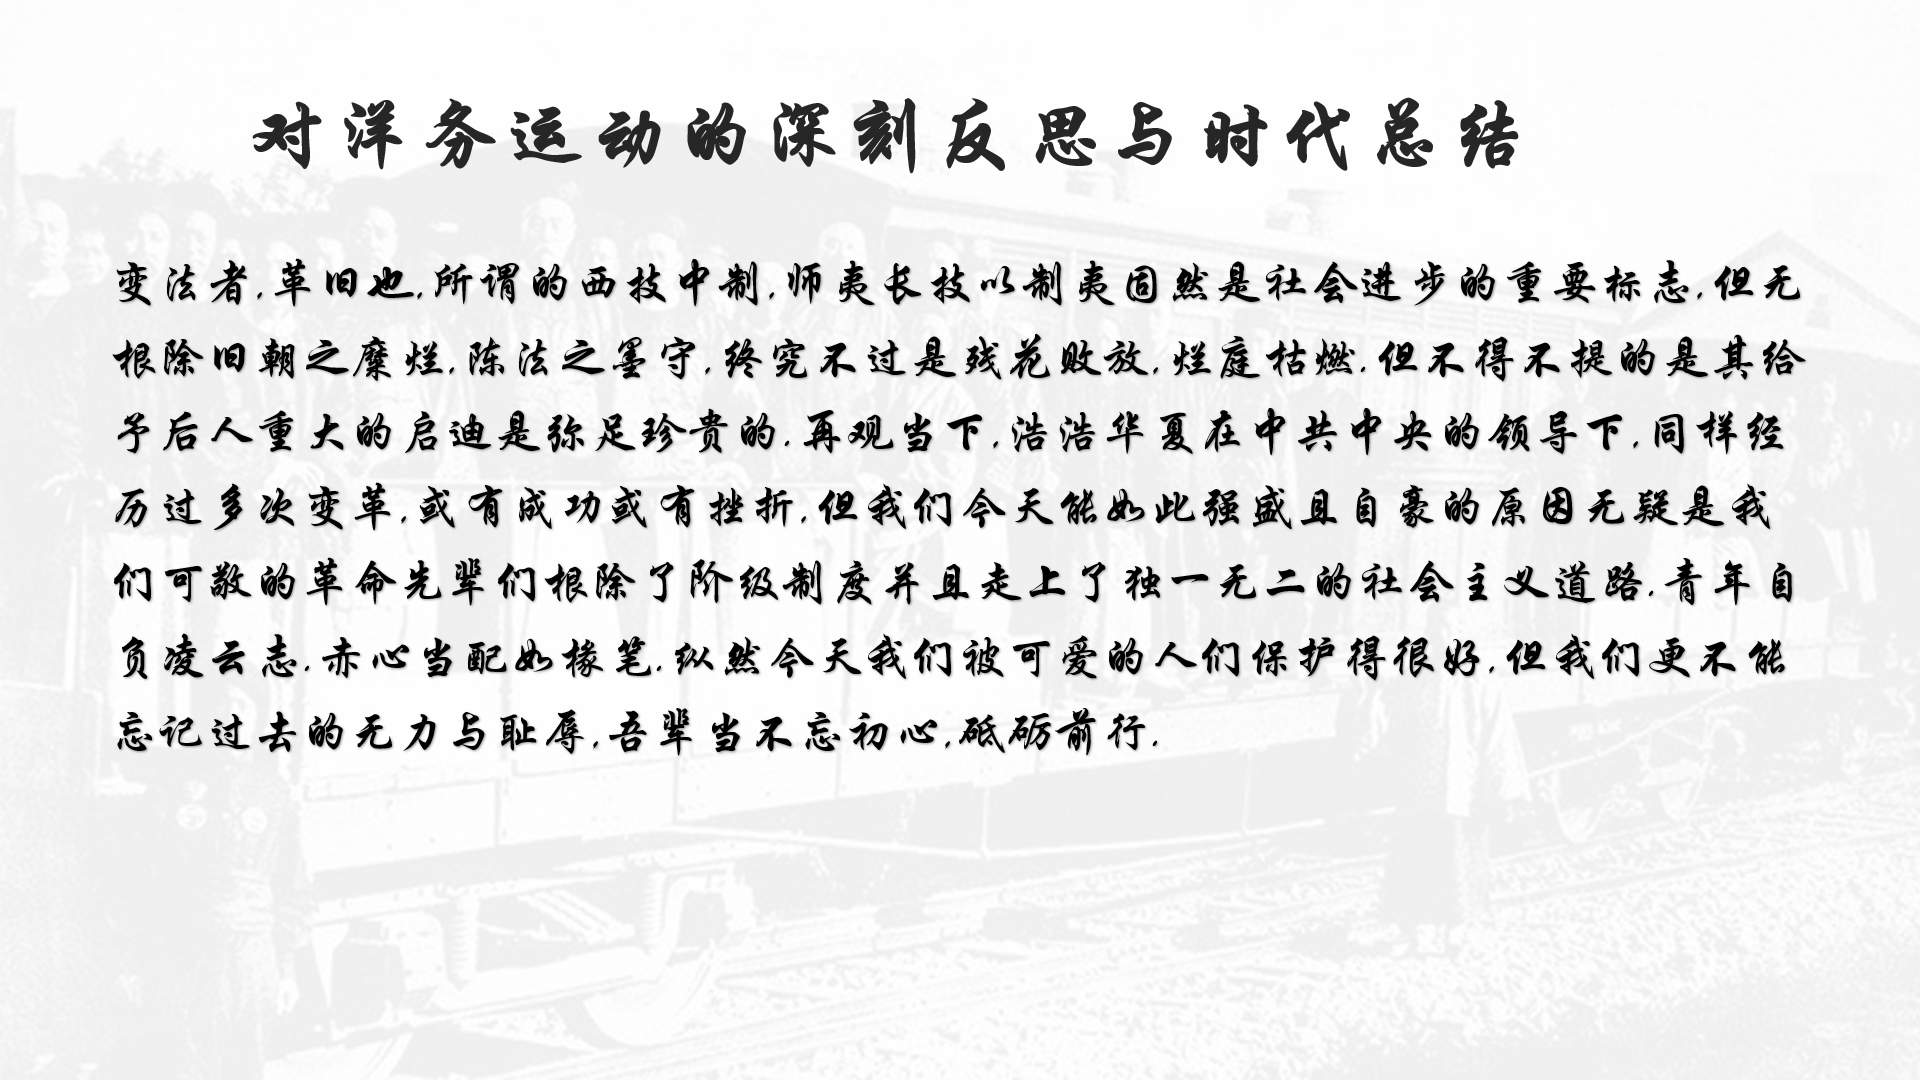 对洋务运动的深刻反思与时代总结
变法者,革旧也,所谓的西技中制,师夷长技以制夷固然是社会进步的重要标志,但无
根除旧朝之糜烂,陈法之墨守,终究不过是残花败放,烂庭枯燃,但不得不提的是其给
予后人重大的启迪是弥足珍贵的.再观当下,浩浩华夏在中共中央的领导下,同样经
历过多次变革,或有成功或有挫折,但我们今天能如此强盛且自豪的原因无疑是我
们可敬的革命先辈们根除了阶级制度并且走上了独一无二的社会主义道路.青年自
负凌云志.赤心当配如椽笔.纵然今天我们被可爱的人们保护得很好,但我们更不能
忘记过去的无力与耻辱,吾辈当不忘初心,砥砺前行.